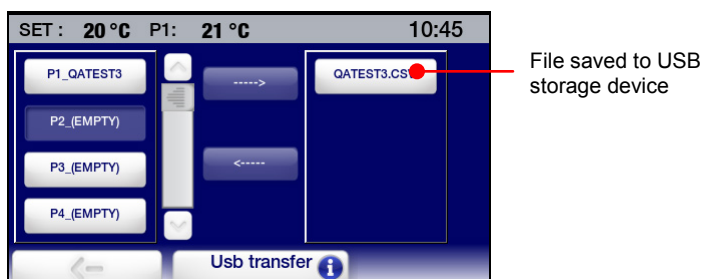 SET : 20 °C P1: 21 °C 10:45
P1_QATEST3
P2_(EMPTY)
P3_(EMPTY)
P4_(EMPTY)
----->
<-----
QATEST3.CS
File saved to USB
storage device
Usb transfer